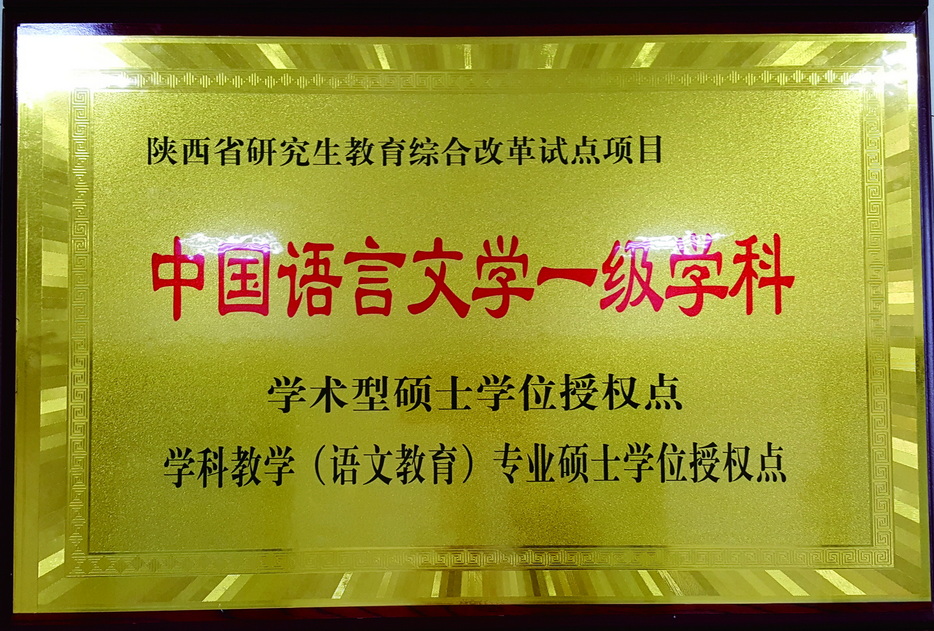 陕西省研究生教育综合改革试点项目
中国语言文学一级学科
学术型硕士学位授权点
学科教学（语文教育）专业硕士学位授权点